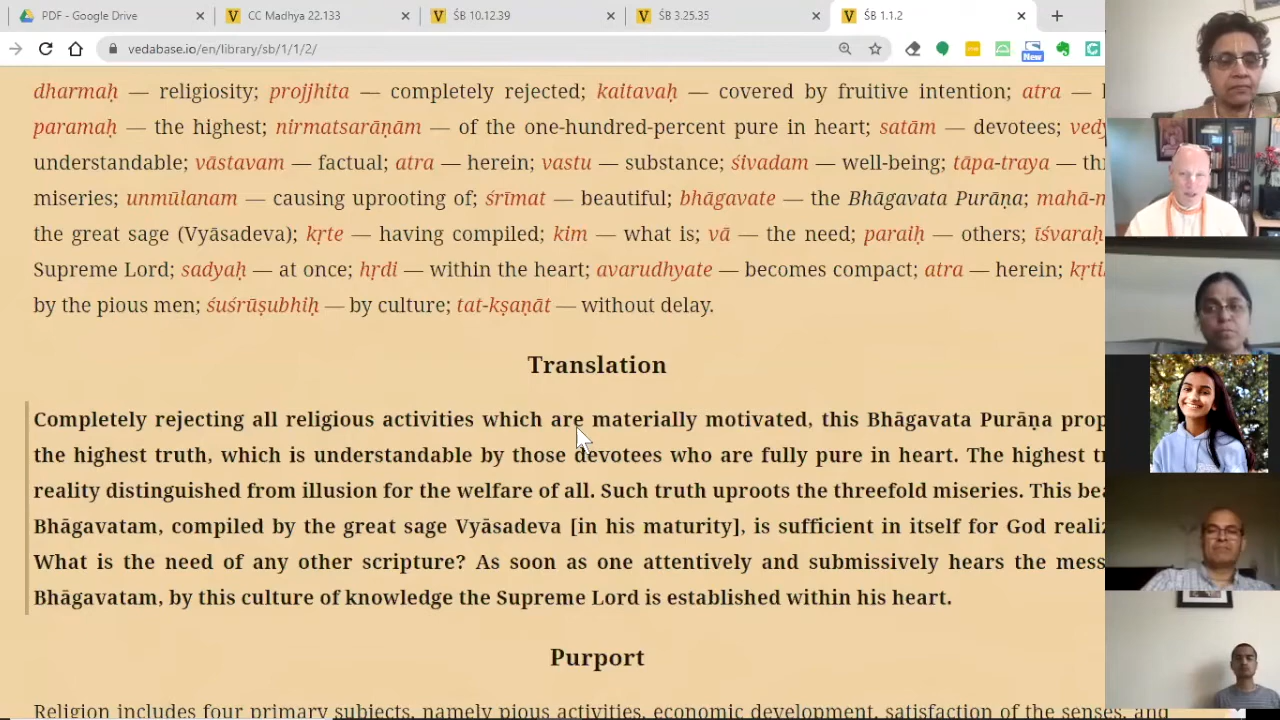 PDF - Google Drive
CC Madhya 22.133
ŚB 10.12.39
ŚB 3.25.35
ŚB 1.1.2
vedabase.io/en/library/sb/1/1/2/
New
dharmaḥ — religiosity; projjhita — completely rejected; kaitavaḥ — covered by fruitive intention; atra —
paramaḥ — the highest; nirmatsarāṇām — of the one-hundred-percent pure in heart; satām — devotees;
understandable; vāstavam — factual; atra — herein; vastu — substance; śivadam — well-being; tāpa-traya —
miseries; unmūlanam — causing uprooting of; śrīmat — beautiful; bhāgavate — the Bhāgavata Purāṇa;
the great sage (Vyāsadeva); kṛte — having compiled; kim — what is; vā — the need; paraiḥ — others; īśvaraḥ
Supreme Lord; sadyaḥ — at once; hṛdi — within the heart; avarudhyate — becomes compact; atra — herein;
by the pious men; śuśrūṣubhiḥ — by culture; tat-kṣaṇāt — without delay.
Translation
Completely rejecting all religious activities which are materially motivated, this Bhāgavata Purāṇa
the highest truth, which is understandable by those devotees who are fully pure in heart. The highest
reality distinguished from illusion for the welfare of all. Such truth uproots the threefold miseries. This
Bhāgavatam, compiled by the great sage Vyāsadeva [in his maturity], is sufficient in itself for God
What is the need of any other scripture? As soon as one attentively and submissively hears the
Bhāgavatam, by this culture of knowledge the Supreme Lord is established within his heart.
Purport
Religion includes four primary subjects, namely pious activities, economic development, satisfaction of the senses, and